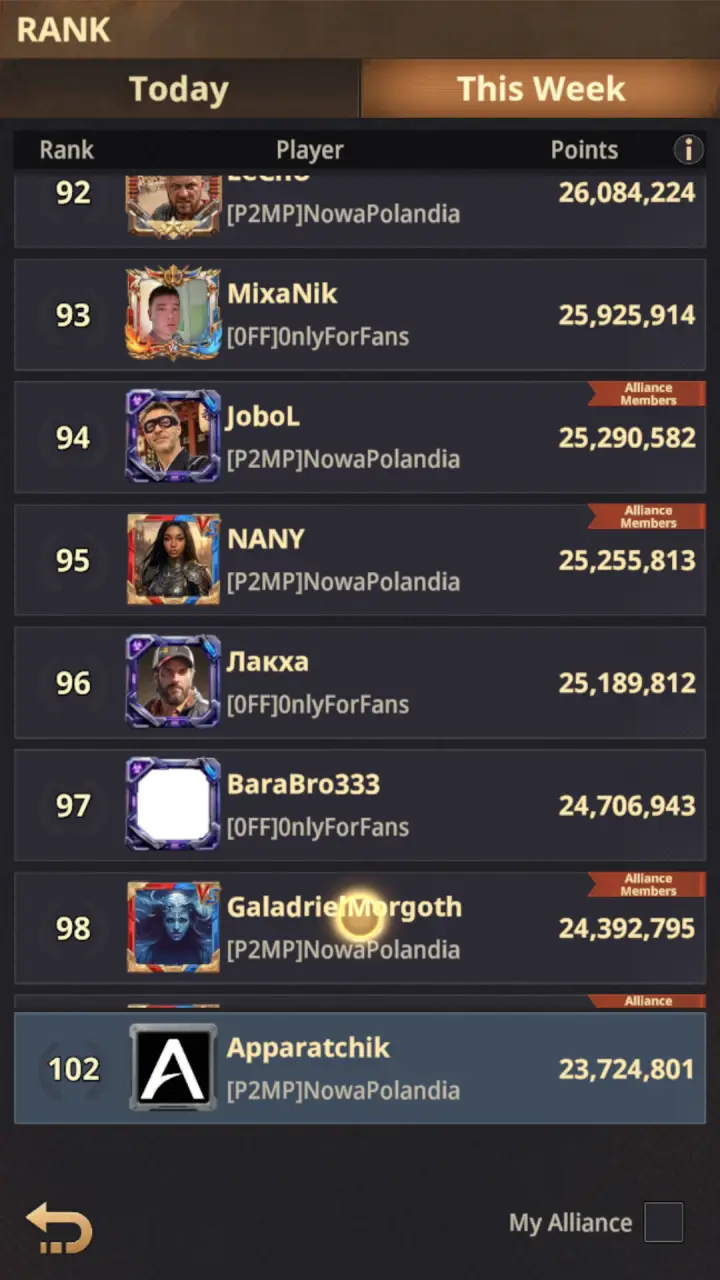 RANK
Today
This Week
Rank
Player
Points
92
[P2MP]NowaPolandia
26,084,224
93
MixaNik
[0FF]0nlyForFans
25,925,914
Alliance
Members
94
JoboL
[P2MP]NowaPolandia
25,290,582
Alliance
Members
95
NANY
[P2MP]NowaPolandia
25,255,813
96
Лакха
[0FF]0nlyForFans
25,189,812
97
BaraBro333
[0FF]0nlyForFans
24,706,943
Alliance
Members
98
GaladrielMorgoth
[P2MP]NowaPolandia
24,392,795
Alliance
102
Apparatchik
[P2MP]NowaPolandia
23,724,801
My Alliance